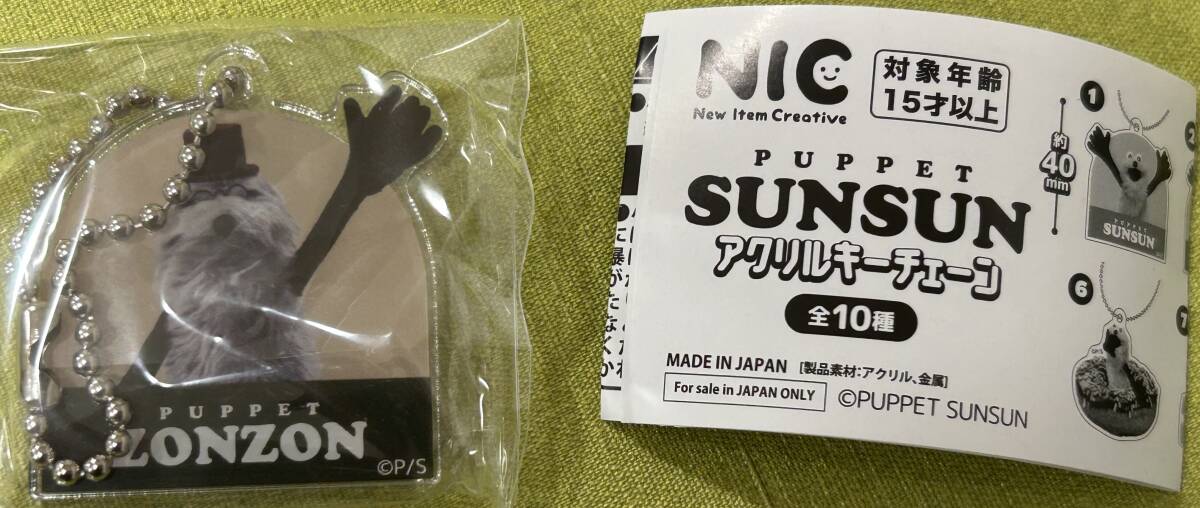 PUPPET
ZONZON
©P/S
NIC
New Item Creative
対象年齢
15才以上
PUPPET
SUNSUN
アクリルキーチェーン
全10種
MADE IN JAPAN [製品素材:アクリル、金属]
For sale in JAPAN ONLY ©PUPPET SUNSUN
約
40
mm
1
PUPPET
SUNSUN
6